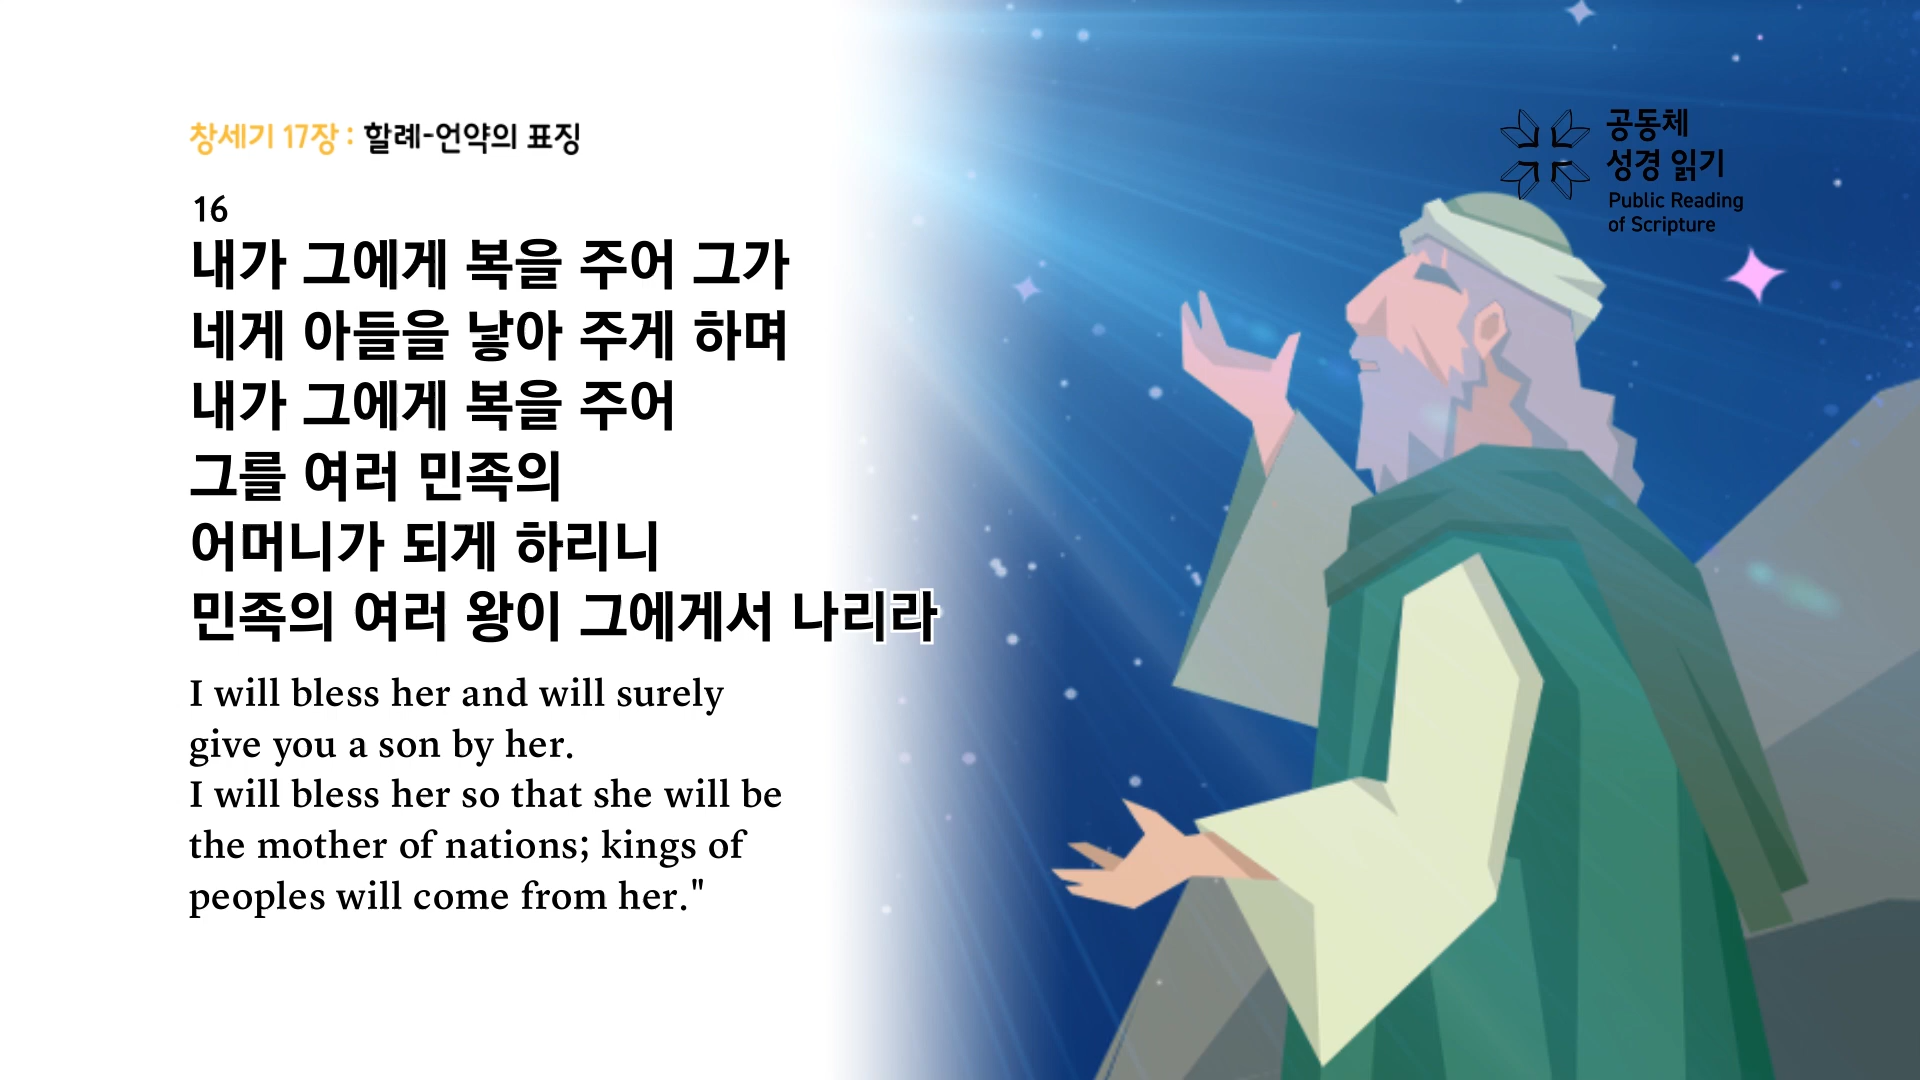 창세기 17장 : 할례-언약의 표징
16
내가 그에게 복을 주어 그가
네게 아들을 낳아 주게 하며
내가 그에게 복을 주어
그를 여러 민족의
어머니가 되게 하리니
민족의 여러 왕이 그에게서 나리라
I will bless her and will surely
give you a son by her.
I will bless her so that she will be
the mother of nations; kings of
peoples will come from her."
공동체
성경 읽기
Public Reading
of Scripture